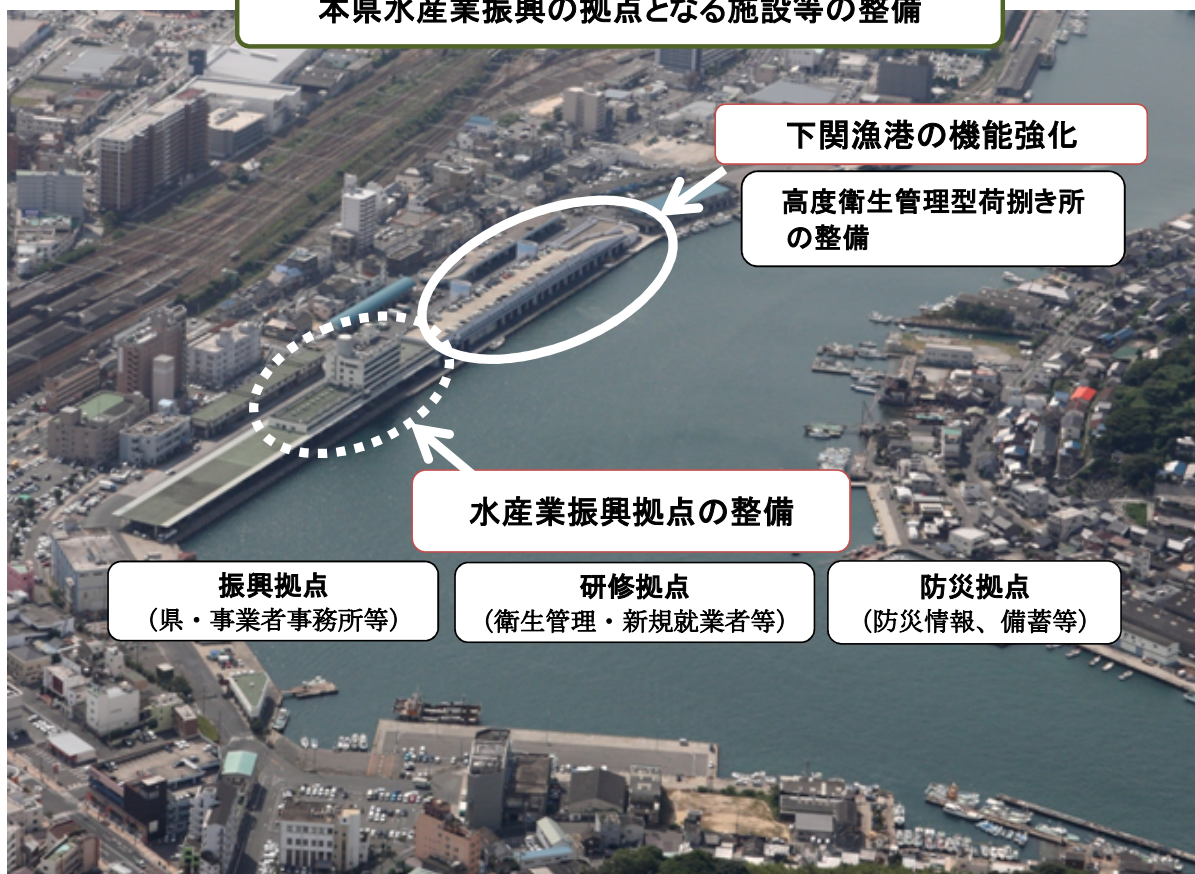 本県水産業振興の拠点となる施設等の整備
下関漁港の機能強化
高度衛生管理型荷捌き所
の整備
水産業振興拠点の整備
振興拠点
（県・事業者事務所等）
研修拠点
（衛生管理・新規就業者等）
防災拠点
（防災情報、備蓄等）